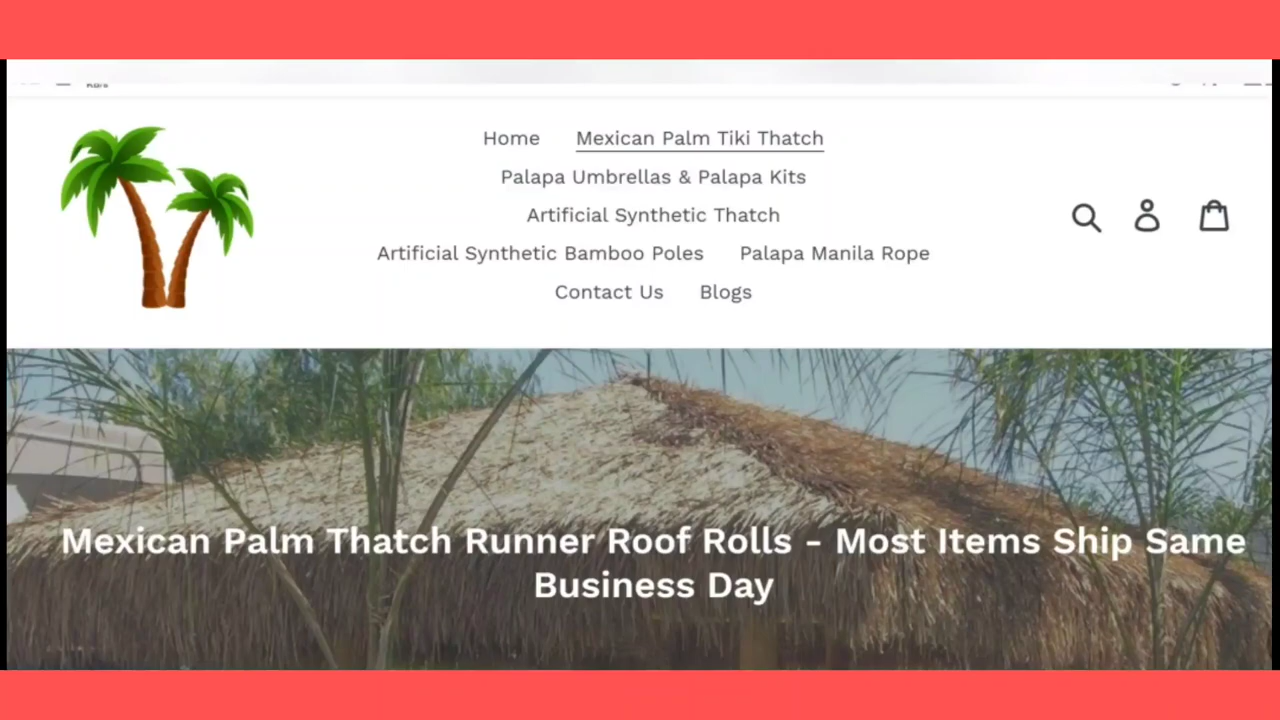 Home Mexican Palm Tiki Thatch
Palapa Umbrellas & Palapa Kits
Artificial Synthetic Thatch
Artificial Synthetic Bamboo Poles Palapa Manila Rope
Contact Us Blogs
Mexican Palm Thatch Runner Roof Rolls - Most Items Ship Same
Business Day